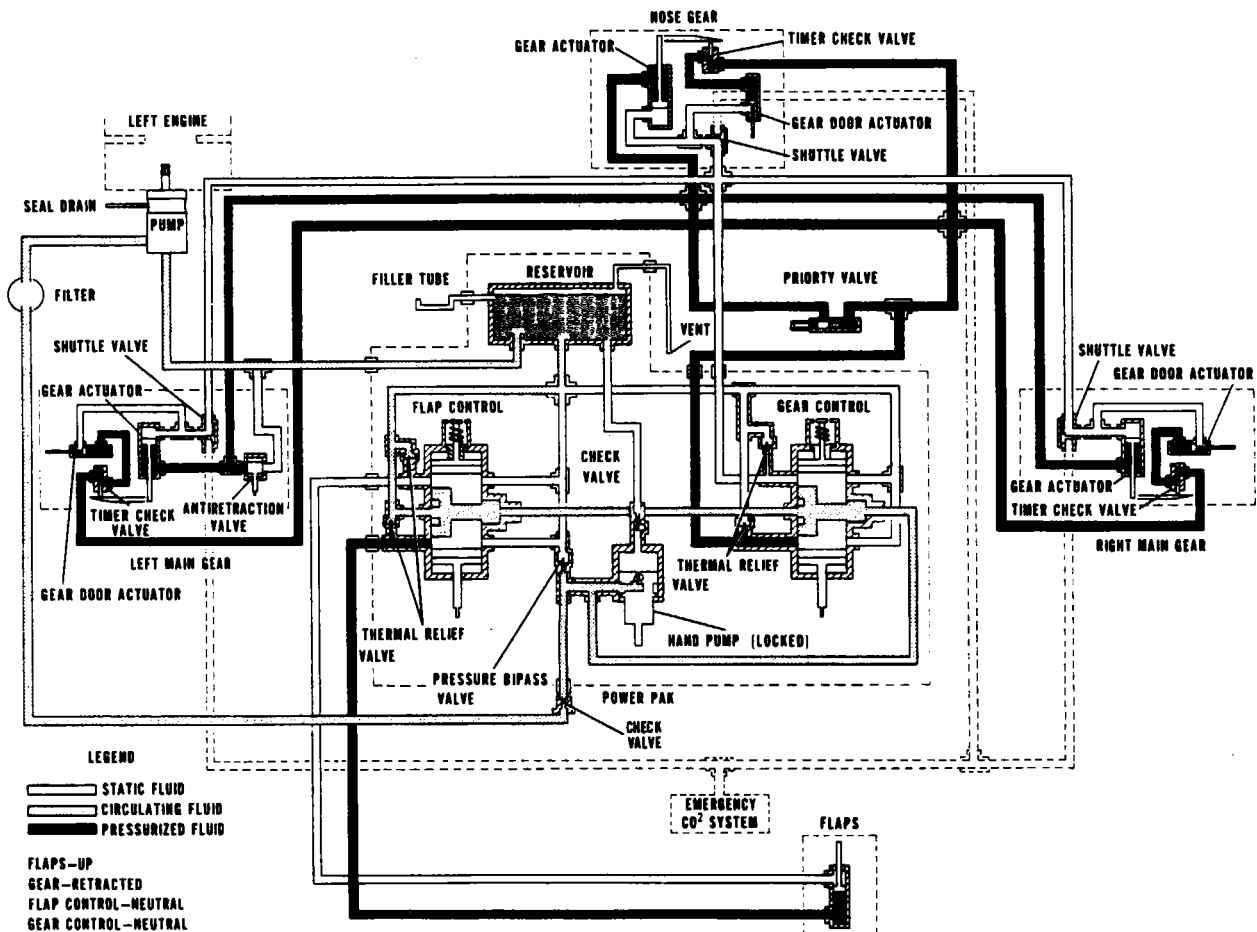 NOSE GEAR
GEAR ACTUATOR
TIMER CHECK VALVE
GEAR DOOR ACTUATOR
SHUTTLE VALVE
LEFT ENGINE
SEAL DRAIN
PUMP
FILTER
FILLER TUBE
RESERVOIR
VENT
PRIORTY VALVE
SHUTTLE VALVE
GEAR ACTUATOR
FLAP CONTROL
GEAR CONTROL
SHUTTLE VALVE
GEAR DOOR ACTUATOR
CHECK
VALVE
TIMER CHECK
VALVE
ANTIRETRACTION
VALVE
LEFT MAIN GEAR
GEAR DOOR ACTUATOR
GEAR ACTUATOR
TIMER CHECK VALVE
RIGHT MAIN GEAR
THERMAL RELIEF
VALVE
THERMAL RELIEF
VALVE
HAND PUMP (LOCKED)
PRESSURE BIPASS
VALVE
POWER PAK
CHECK
VALVE
LEGEND
STATIC FLUID
CIRCULATING FLUID
PRESSURIZED FLUID
FLAPS-UP
GEAR-RETRACTED
FLAP CONTROL-NEUTRAL
GEAR CONTROL-NEUTRAL
EMERGENCY
CO² SYSTEM
FLAPS